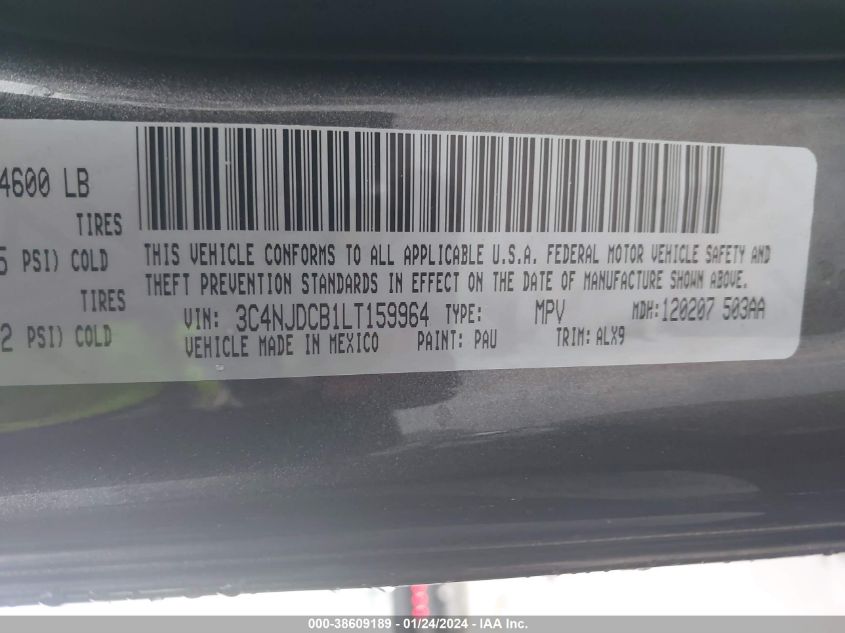 4600 LB
TIRES
5 PSI) COLD
TIRES
2 PSI) COLD
THIS VEHICLE CONFORMS TO ALL APPLICABLE U.S.A. FEDERAL MOTOR VEHICLE SAFETY AND
THEFT PREVENTION STANDARDS IN EFFECT ON THE DATE OF MANUFACTURE SHOWN ABOVE.
VIN: 3C4NJDCB1LT159964 TYPE: MPV MDH:120207 503AA
VEHICLE MADE IN MEXICO PAINT: PAU TRIM: ALX9
000-38609189 - 01/24/2024 - IAA Inc.